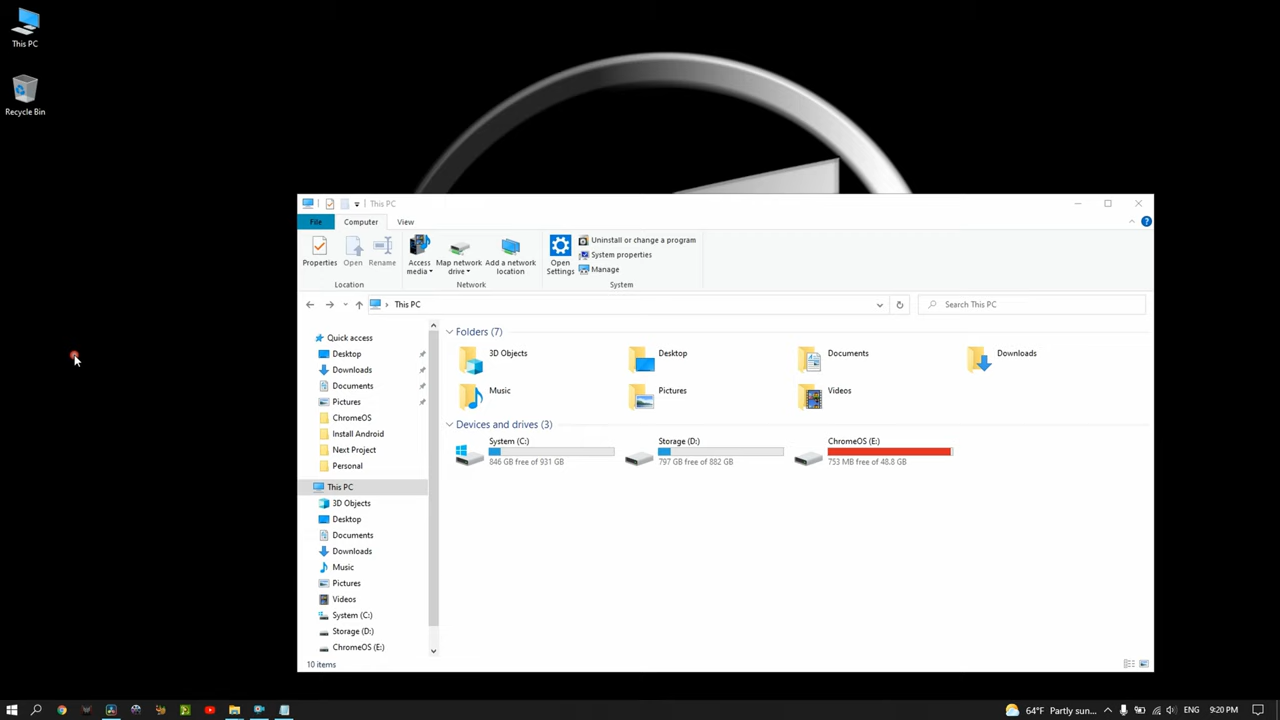 This PC
Recycle Bin
This PC
File
Computer
View
Properties
Open
Rename
Access media
Map network drive
Add a network location
Open Settings
Uninstall or change a program
System properties
Manage
Location
Network
System
This PC
Search This PC
Quick access
Desktop
Downloads
Documents
Pictures
ChromeOS
Install Android
Next Project
Personal
This PC
3D Objects
Desktop
Documents
Downloads
Music
Pictures
Videos
System (C:)
Storage (D:)
ChromeOS (E:)
Folders (7)
3D Objects
Desktop
Documents
Downloads
Music
Pictures
Videos
Devices and drives (3)
System (C:)
846 GB free of 931 GB
Storage (D:)
797 GB free of 882 GB
ChromeOS (E:)
753 MB free of 48.8 GB
10 items
64°F Partly sun...
ENG
9:20 PM